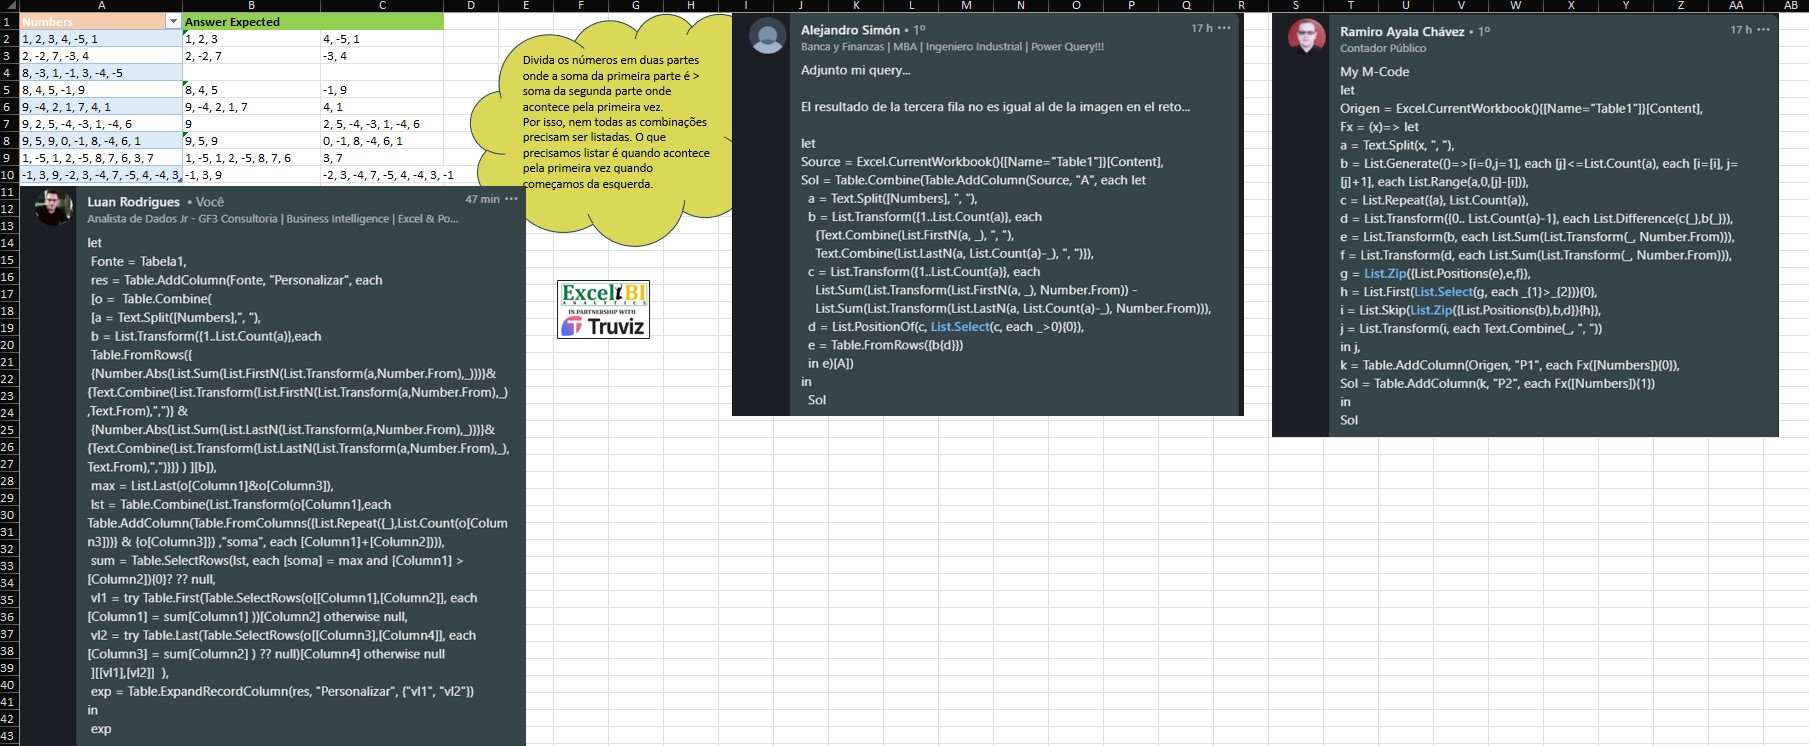 A B C D E F G H I J K L M N O P Q R S T U V W X Y Z AA AB
1 Numbers Answer Expected
2 1, 2, 3, 4, -5, 1 1, 2, 3 4, -5, 1
3 2, -2, 7, -3, 4 2, -2, 7 -3, 4
4 8, -3, 1, -1, 3, -4, -5
5 8, 4, 5, -1, 9 8, 4, 5 -1, 9
6 9, -4, 2, 1, 7, 4, 1 9, -4, 2, 1, 7 4, 1
7 9, 2, 5, -4, -3, 1, -4, 6 9 2, 5, -4, -3, 1, -4, 6
8 9, 5, 9, 0, -1, 8, -4, 6, 1 9, 5, 9 0, -1, 8, -4, 6, 1
9 1, -5, 1, 2, -5, 8, 7, 6, 3, 7 1, -5, 1, 2, -5, 8, 7, 6 3, 7
10 -1, 3, 9, -2, 3, -4, 7, -5, 4, -4, 3, -1, 3, 9 -2, 3, -4, 7, -5, 4, -4, 3, -1
11
12
13
14
15
16
17
18
19
20
21
22
23
24
25
26
27
28
29
30
31
32
33
34
35
36
37
38
39
40
41
42
43
Divida os números em duas partes
onde a soma da primeira parte é >
soma da segunda parte onde
acontece pela primeira vez.
Por isso, nem todas as combinações
precisam ser listadas. O que
precisamos listar é quando acontece
pela primeira vez quando
começamos da esquerda.
Excel BI
ANALYTICS
IN PARTNERSHIP WITH
Truviz
Luan Rodrigues • Você 47 min •••
Analista de Dados Jr - GF3 Consultoria | Business Intelligence | Excel & Po...
let
Fonte = Tabela1,
res = Table.AddColumn(Fonte, "Personalizar", each
[o = Table.Combine(
[a = Text.Split([Numbers],", "),
b = List.Transform({1..List.Count(a)},each
Table.FromRows({
{Number.Abs(List.Sum(List.FirstN(List.Transform(a,Number.From),_)))}&
{Text.Combine(List.Transform(List.FirstN(List.Transform(a,Number.From),_)
,Text.From),",")} &
{Number.Abs(List.Sum(List.LastN(List.Transform(a,Number.From),_)))}&
{Text.Combine(List.Transform(List.LastN(List.Transform(a,Number.From),_),
Text.From),",")}}) ) ][b]),
max = List.Last(o[Column1]&o[Column3]),
lst = Table.Combine(List.Transform(o[Column1],each
Table.AddColumn(Table.FromColumns({List.Repeat({_},List.Count(o[Colum
n3]))} & {o[Column3]}) ,"soma", each [Column1]+[Column2]))),
sum = Table.SelectRows(lst, each [soma] = max and [Column1] >
[Column2]){0}? ?? null,
vl1 = try Table.First(Table.SelectRows(o[[Column1],[Column2]], each
[Column1] = sum[Column1] ))[Column2] otherwise null,
vl2 = try Table.Last(Table.SelectRows(o[[Column3],[Column4]], each
[Column3] = sum[Column2] ) ?? null)[Column4] otherwise null
][[vl1],[vl2]] ),
exp = Table.ExpandRecordColumn(res, "Personalizar", {"vl1", "vl2"})
in
exp
Alejandro Simón • 1º 17 h •••
Banca y Finanzas | MBA | Ingeniero Industrial | Power Query!!!
Adjunto mi query...
El resultado de la tercera fila no es igual al de la imagen en el reto...
let
Source = Excel.CurrentWorkbook(){[Name="Table1"]}[Content],
Sol = Table.Combine(Table.AddColumn(Source, "A", each let
a = Text.Split([Numbers], ", "),
b = List.Transform({1..List.Count(a)}, each
{Text.Combine(List.FirstN(a, _), ", "),
Text.Combine(List.LastN(a, List.Count(a)-_), ", ")}),
c = List.Transform({1..List.Count(a)}, each
List.Sum(List.Transform(List.FirstN(a, _), Number.From)) -
List.Sum(List.Transform(List.LastN(a, List.Count(a)-_), Number.From))),
d = List.PositionOf(c, List.Select(c, each _>0){0}),
e = Table.FromRows({b{d}})
in e)[A])
in
Sol
Ramiro Ayala Chávez • 1º 17 h •••
Contador Público
My M-Code
let
Origen = Excel.CurrentWorkbook(){[Name="Table1"]}[Content],
Fx = (x)=> let
a = Text.Split(x, ", "),
b = List.Generate(()=>[i=0,j=1], each [j]<=List.Count(a), each [i=[i], j=
[j]+1], each List.Range(a,0,[j]-[i])),
c = List.Repeat({a}, List.Count(a)),
d = List.Transform({0.. List.Count(a)-1}, each List.Difference(c{_},b{_})),
e = List.Transform(b, each List.Sum(List.Transform(_, Number.From))),
f = List.Transform(d, each List.Sum(List.Transform(_, Number.From))),
g = List.Zip({List.Positions(e),e,f}),
h = List.First(List.Select(g, each _{1}>_{2})){0},
i = List.Skip(List.Zip({List.Positions(b),b,d}){h}),
j = List.Transform(i, each Text.Combine(_, ", "))
in j,
k = Table.AddColumn(Origen, "P1", each Fx([Numbers]){0}),
Sol = Table.AddColumn(k, "P2", each Fx([Numbers]){1})
in
Sol